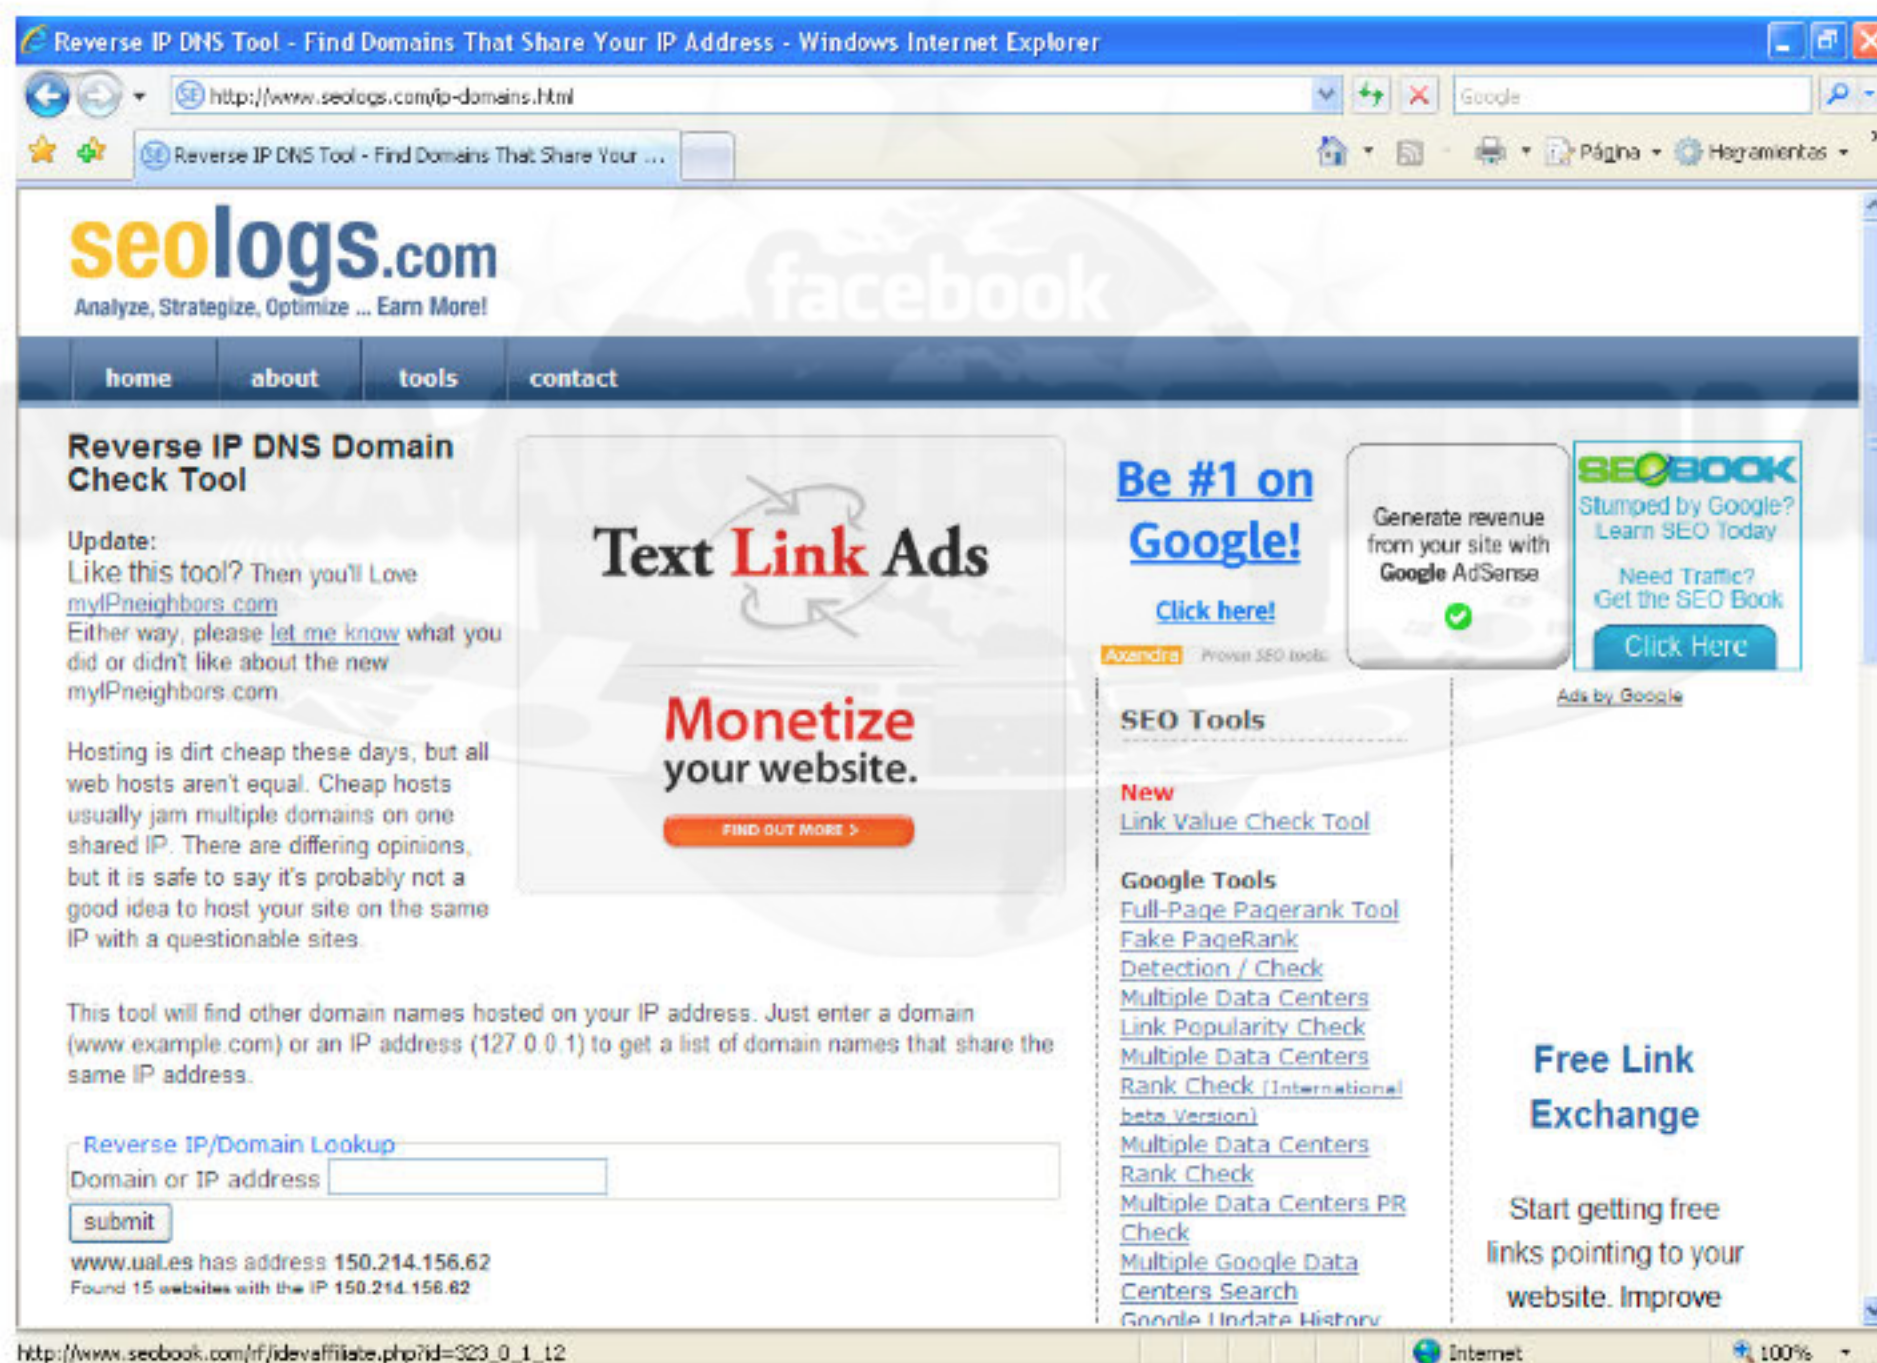 Reverse IP DNS Tool - Find Domains That Share Your IP Address - Windows Internet Explorer
http://www.seologs.com/ip-domains.html
Google
Reverse IP DNS Tool - Find Domains That Share Your ...
Página
Herramientas
seologs.com
Analyze, Strategize, Optimize ... Earn More!
facebook
home about tools contact
Reverse IP DNS Domain
Check Tool
Update:
Like this tool? Then you'll Love
myIPneighbors.com
Either way, please let me know what you
did or didn't like about the new
myIPneighbors.com.
Hosting is dirt cheap these days, but all
web hosts aren't equal. Cheap hosts
usually jam multiple domains on one
shared IP. There are differing opinions,
but it is safe to say it's probably not a
good idea to host your site on the same
IP with a questionable sites.
Text Link Ads
Monetize
your website.
FIND OUT MORE >
This tool will find other domain names hosted on your IP address. Just enter a domain
(www.example.com) or an IP address (127.0.0.1) to get a list of domain names that share the
same IP address.
Reverse IP/Domain Lookup
Domain or IP address
submit
www.ual.es has address 150.214.156.62
Found 15 websites with the IP 150.214.156.62
Be #1 on
Google!
Click here!
Axandra Proven SEO tools.
Generate revenue
from your site with
Google AdSense
SEOBOOK
Stumped by Google?
Learn SEO Today
Need Traffic?
Get the SEO Book
Click Here
Ads by Google
SEO Tools
New
Link Value Check Tool
Google Tools
Full-Page Pagerank Tool
Fake PageRank
Detection / Check
Multiple Data Centers
Link Popularity Check
Multiple Data Centers
Rank Check (International
beta Version)
Multiple Data Centers
Rank Check
Multiple Data Centers PR
Check
Multiple Google Data
Centers Search
Google Update History
Free Link
Exchange
Start getting free
links pointing to your
website. Improve
http://www.seobook.com/rf/idevaffiliate.php?id=323_0_1_12
Internet
100%